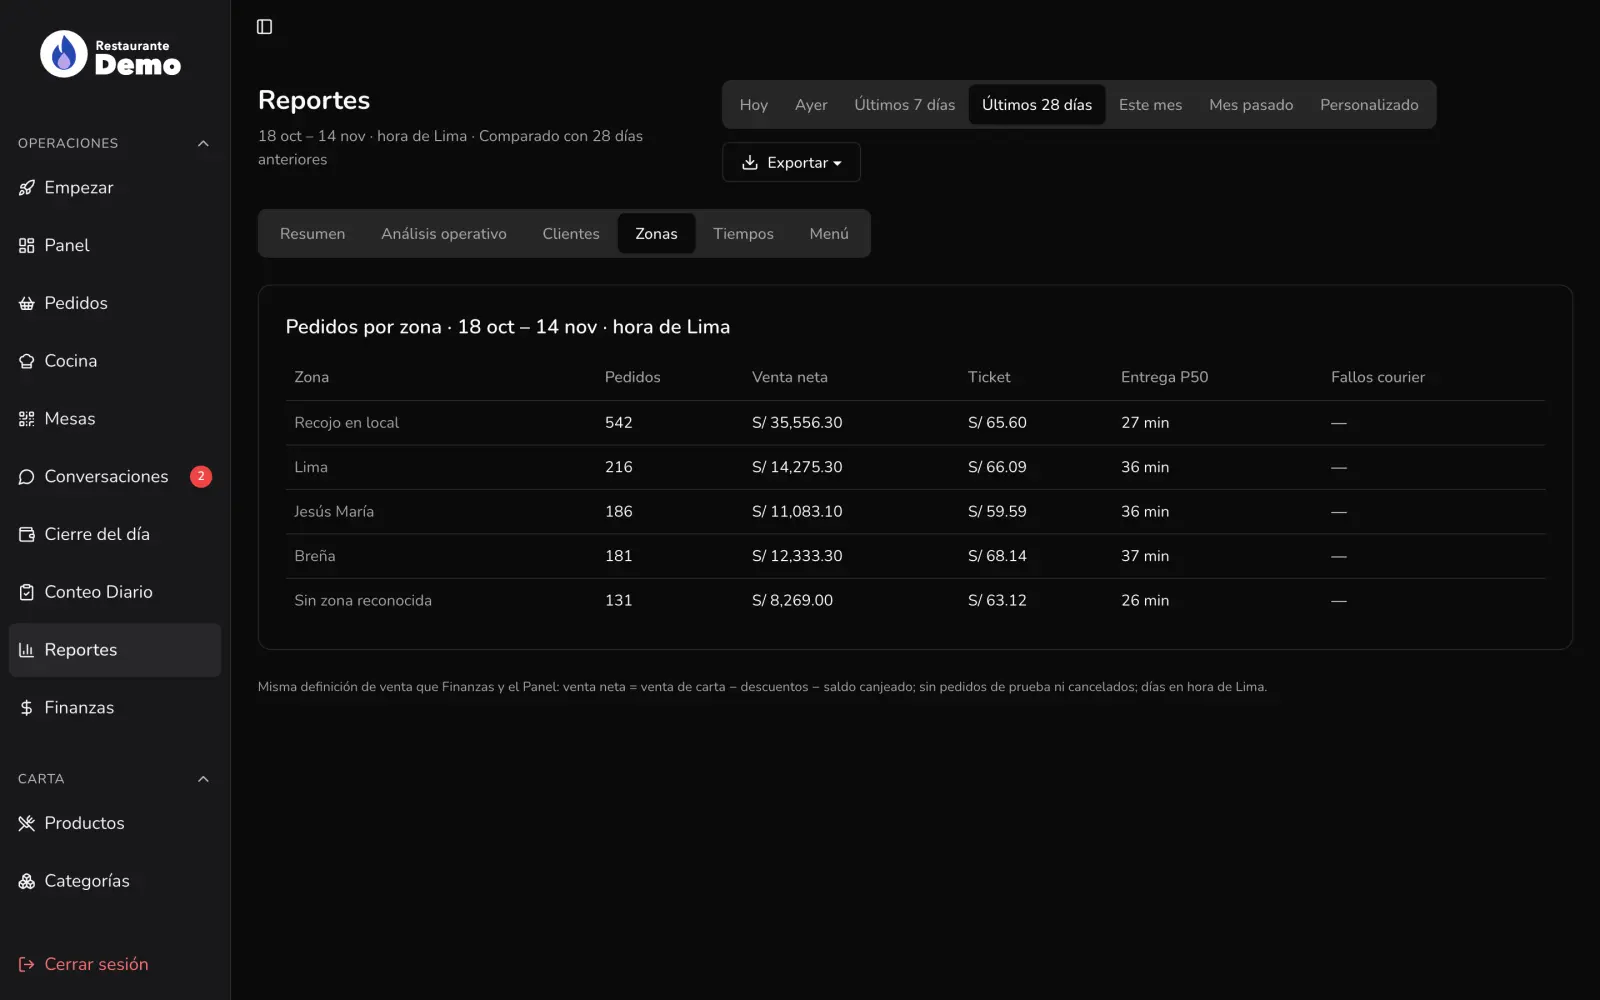 Restaurante
Demo
OPERACIONES
Empezar
Panel
Pedidos
Cocina
Mesas
Conversaciones 2
Cierre del día
Conteo Diario
Reportes
Finanzas
CARTA
Productos
Categorías
Cerrar sesión
Reportes
18 oct – 14 nov · hora de Lima · Comparado con 28 días
anteriores
Hoy Ayer Últimos 7 días Últimos 28 días Este mes Mes pasado Personalizado
Exportar
Resumen Análisis operativo Clientes Zonas Tiempos Menú
Pedidos por zona · 18 oct – 14 nov · hora de Lima
Zona Pedidos Venta neta Ticket Entrega P50 Fallos courier
Recojo en local 542 S/ 35,556.30 S/ 65.60 27 min —
Lima 216 S/ 14,275.30 S/ 66.09 36 min —
Jesús María 186 S/ 11,083.10 S/ 59.59 36 min —
Breña 181 S/ 12,333.30 S/ 68.14 37 min —
Sin zona reconocida 131 S/ 8,269.00 S/ 63.12 26 min —
Misma definición de venta que Finanzas y el Panel: venta neta = venta de carta − descuentos − saldo canjeado; sin pedidos de prueba ni cancelados; días en hora de Lima.